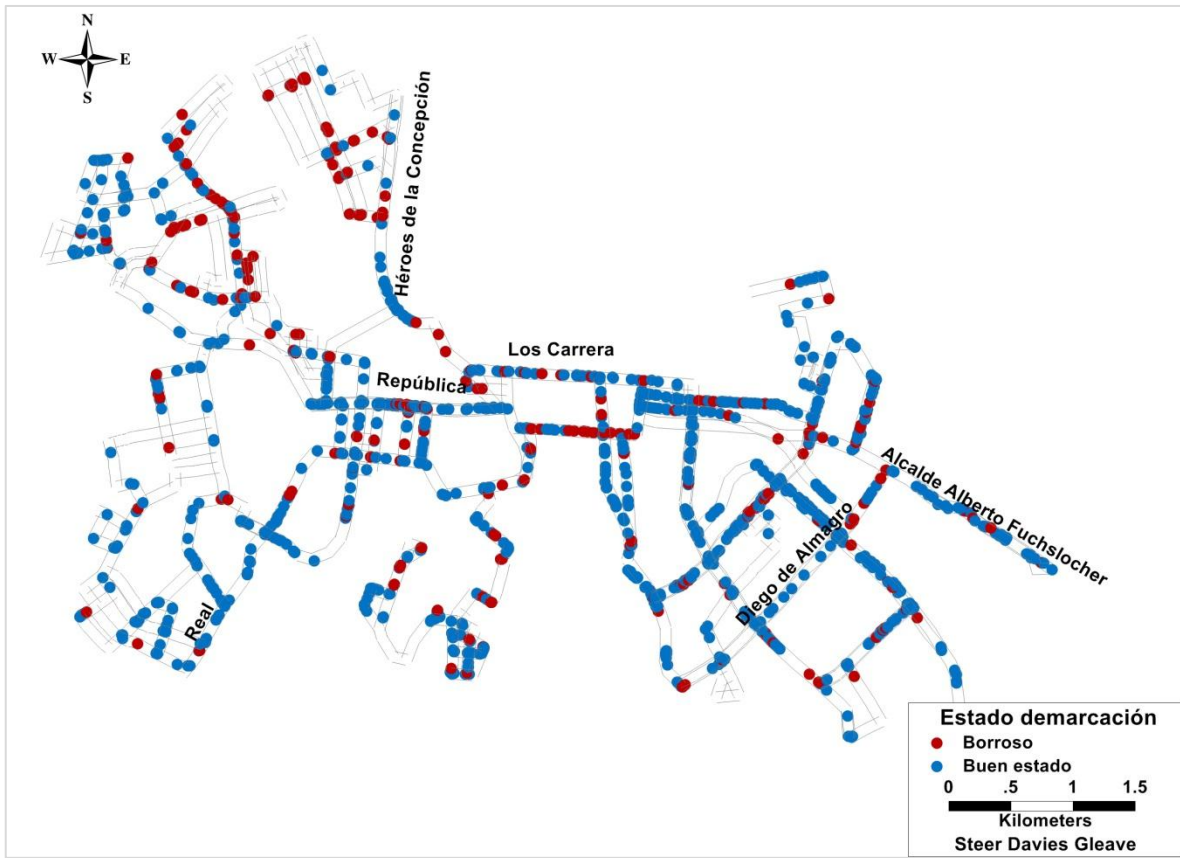 N
W E
S
Héroes de la Concepción
Los Carrera
República
Alcalde Alberto Fuchslocher
Diego de Almagro
Real
Estado demarcación
Borroso
Buen estado
0 .5 1 1.5
Kilometers
Steer Davies Gleave